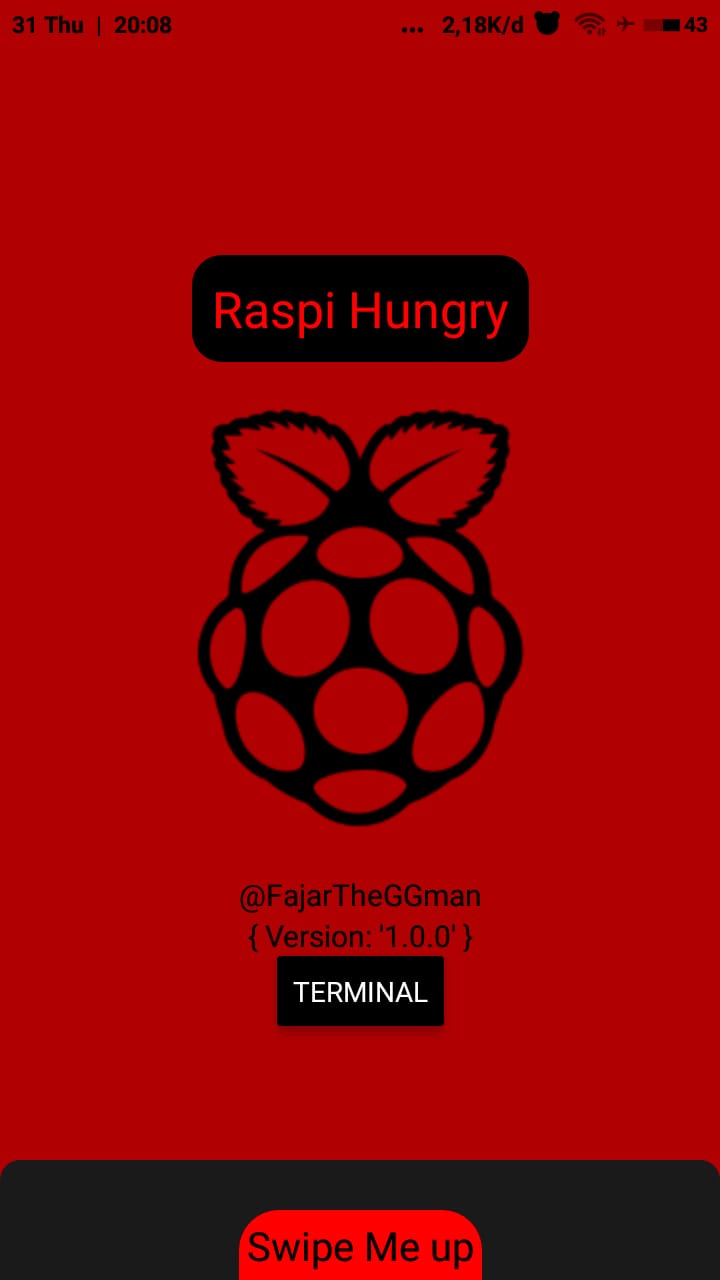 31 Thu | 20:08 ... 2,18K/d 43
Raspi Hungry
@FajarTheGGman
{ Version: '1.0.0' }
TERMINAL
Swipe Me up